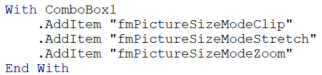 With ComboBox1
    .AddItem "fmPictureSizeModeClip"
    .AddItem "fmPictureSizeModeStretch"
    .AddItem "fmPictureSizeModeZoom"
End With